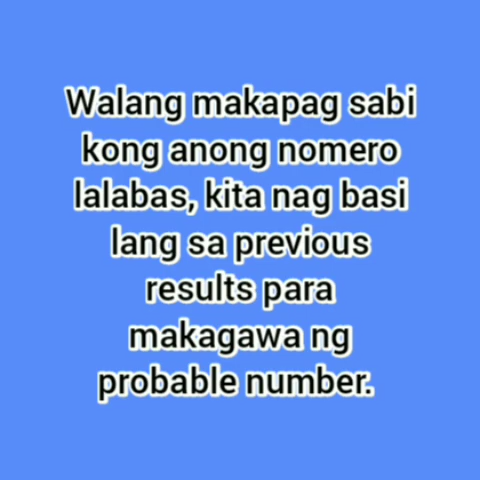 Walang makapag sabi
kong anong nomero
lalabas, kita nag basi
lang sa previous
results para
makagawa ng
probable number.